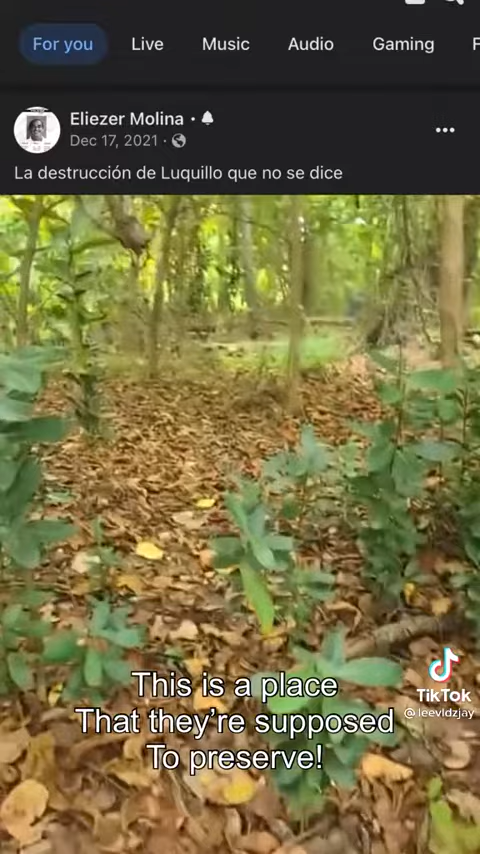 For you Live Music Audio Gaming F
Eliezer Molina ·
Dec 17, 2021 ·
La destrucción de Luquillo que no se dice
This is a place
That they're supposed
To preserve!
TikTok
@leevldzjay